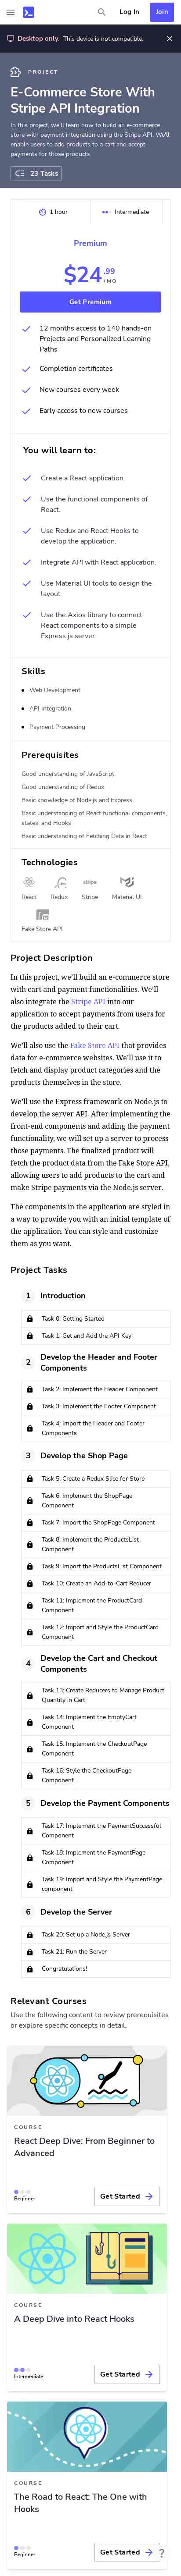 Log In
Join
Desktop only. This device is not compatible.
PROJECT
E-Commerce Store With
Stripe API Integration
In this project, we'll learn how to build an e-commerce
store with payment integration using the Stripe API. We'll
also enable users to add products to a cart and accept
payments for those products.
23 Tasks
1 hour
Intermediate
Premium
$24.99
/MO
Get Premium
12 months access to 140 hands-on
Projects and Personalized Learning
Paths
Completion certificates
New courses every week
Early access to new courses
You will learn to:
Create a React application.
Use the functional components of
React.
Use Redux and React Hooks to
develop the application.
Integrate API with React application.
Use Material UI tools to design the
layout.
Use the Axios library to connect
React components to a simple
Express.js server.
Skills
Web Development
API Integration
Payment Processing
Prerequisites
Good understanding of JavaScript
Good understanding of Redux
Basic knowledge of Node.js and Express
Basic understanding of React functional components,
states, and Hooks
Basic understanding of Fetching Data in React
Technologies
stripe
React
Redux
Stripe
Material UI
Fake Store API
Project Description
In this project, we'll build an e-commerce store
with cart and payment functionalities. We'll
also integrate the Stripe API into our
application to accept payments from users for
the products added to their cart.
We'll also use the Fake Store API that provides
data for e-commerce websites. We'll use it to
fetch and display product categories and the
products themselves in the store.
We'll use the Express framework on Node.js to
develop the server API. After implementing the
front-end components and adding the payment
functionality, we will set up a server to process
those payments. The finalized product will
fetch the product data from the Fake Store API,
allowing users to add products to the cart and
make Stripe payments via the Node.js server.
The components in the application are styled in
a way to provide you with an initial template of
the application. You can style and customize
them as you want.
Project Tasks
1 Introduction
Task 0: Getting Started
Task 1: Get and Add the API Key
2 Develop the Header and Footer
Components
Task 2: Implement the Header Component
Task 3: Implement the Footer Component
Task 4: Import the Header and Footer
Components
3 Develop the Shop Page
Task 5: Create a Redux Slice for Store
Task 6: Implement the ShopPage
Component
Task 7: Import the ShopPage Component
Task 8: Implement the ProductsList
Component
Task 9: Import the ProductsList Component
Task 10: Create an Add-to-Cart Reducer
Task 11: Implement the ProductCard
Component
Task 12: Import and Style the ProductCard
Component
4 Develop the Cart and Checkout
Components
Task 13: Create Reducers to Manage Product
Quantity in Cart
Task 14: Implement the EmptyCart
Component
Task 15: Implement the CheckoutPage
Component
Task 16: Style the CheckoutPage
Component
5 Develop the Payment Components
Task 17: Implement the PaymentSuccessful
Component
Task 18: Implement the PaymentPage
Component
Task 19: Import and Style the PaymentPage
component
6 Develop the Server
Task 20: Set up a Node.js Server
Task 21: Run the Server
Congratulations!
Relevant Courses
Use the following content to review prerequisites
or explore specific concepts in detail.
COURSE
React Deep Dive: From Beginner to
Advanced
Beginner
Get Started
COURSE
A Deep Dive into React Hooks
Intermediate
Get Started
COURSE
The Road to React: The One with
Hooks
Beginner
Get Started
?